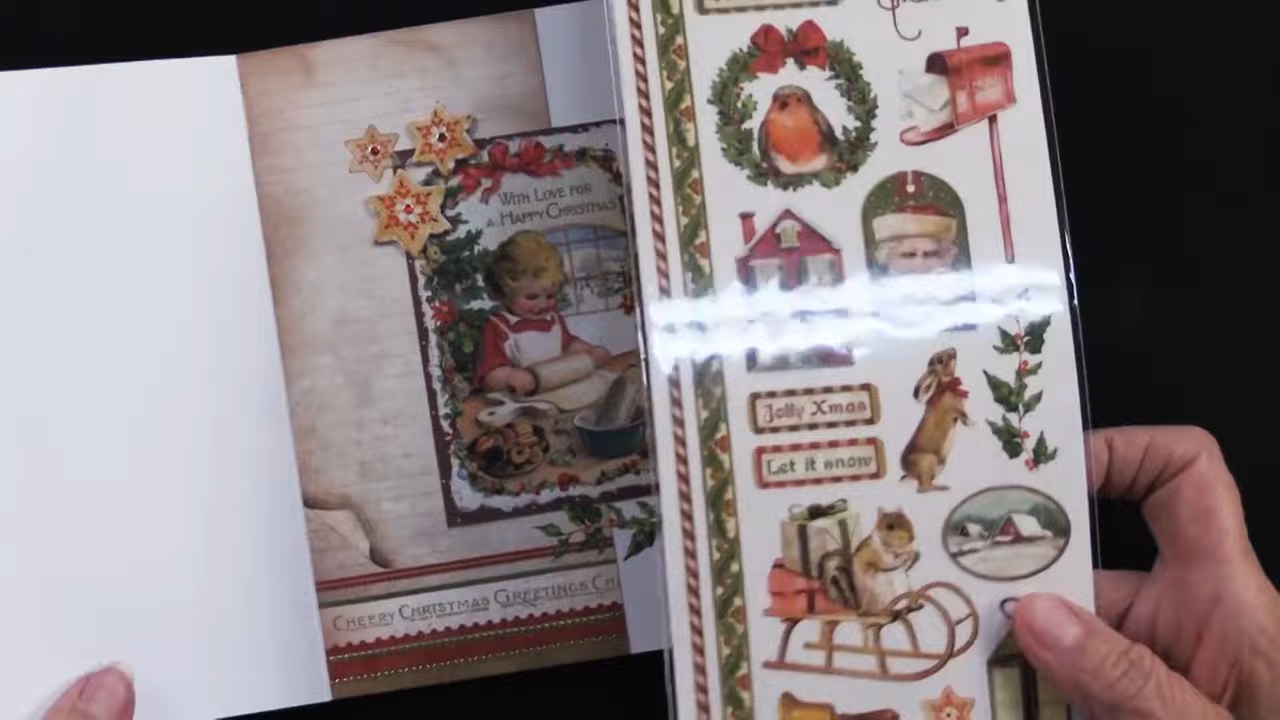 With Love for
a Happy Christmas
Cheery Christmas Greetings
Jolly Xmas
Let it snow